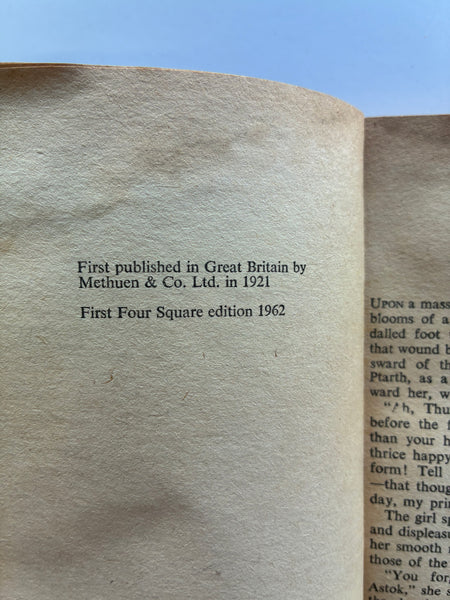 First published in Great Britain by
Methuen & Co. Ltd. in 1921
First Four Square edition 1962
UPON a mass
blooms of a
dalled foot
that wound b
sward of th
Ptarth, as a
ward her, w
"Ah, Thu
before the f
than your h
thrice happy
form! Tell
—that thoug
day, my prin
The girl sp
and displeasu
her smooth
those of the
"You for
Astok," she s